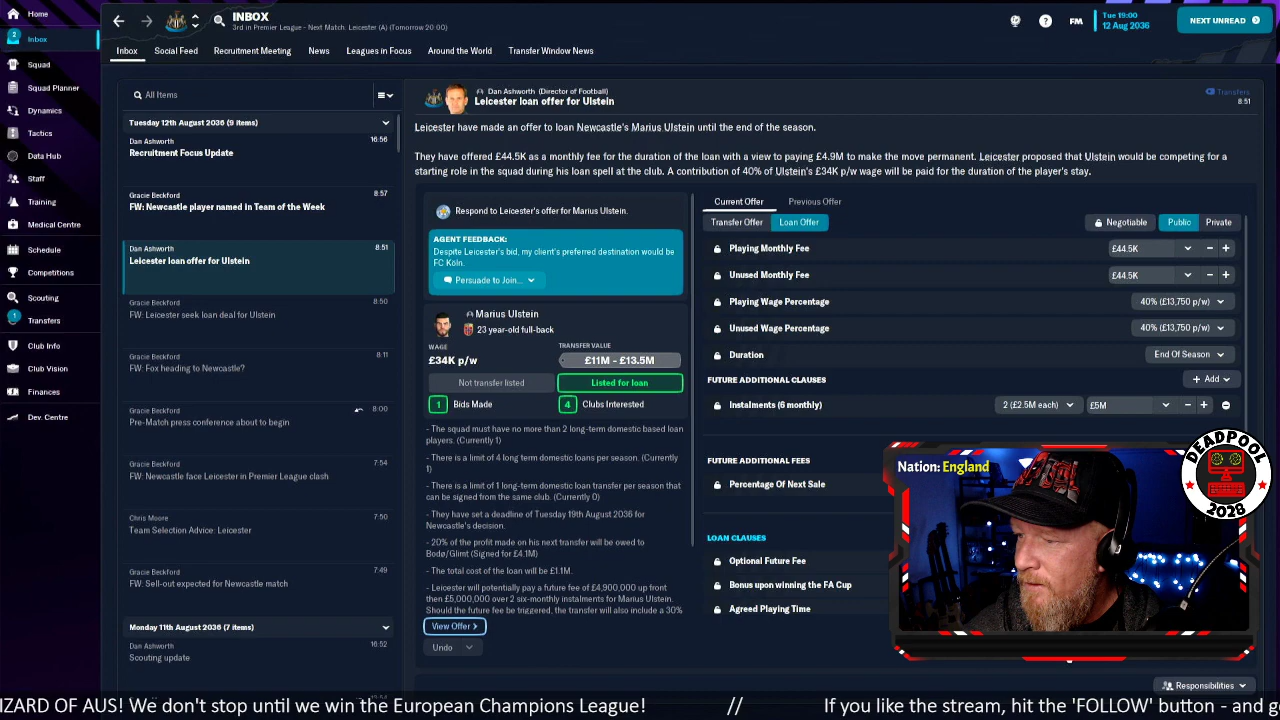 Home
INBOX
3rd in Premier League - Next Match: Leicester (A) (Tomorrow 20:00)
FM
Tue 19:00
12 Aug 2036
NEXT UNREAD
2
Inbox
Squad
Squad Planner
Dynamics
Tactics
Data Hub
Staff
Training
Medical Centre
Schedule
Competitions
Scouting
1
Transfers
Club Info
Club Vision
Finances
Dev. Centre
Inbox
Social Feed
Recruitment Meeting
News
Leagues in Focus
Around the World
Transfer Window News
All Items
Tuesday 12th August 2036 (9 items)
Dan Ashworth
16:56
Recruitment Focus Update
Gracie Beckford
8:57
FW: Newcastle player named in Team of the Week
Dan Ashworth
8:51
Leicester loan offer for Ulstein
Gracie Beckford
8:50
FW: Leicester seek loan deal for Ulstein
Gracie Beckford
8:11
FW: Fox heading to Newcastle?
Gracie Beckford
8:00
Pre-Match press conference about to begin
Gracie Beckford
7:54
FW: Newcastle face Leicester in Premier League clash
Chris Moore
7:50
Team Selection Advice: Leicester
Gracie Beckford
7:49
FW: Sell-out expected for Newcastle match
Monday 11th August 2036 (7 items)
Dan Ashworth
16:52
Scouting update
Dan Ashworth (Director of Football)
Leicester loan offer for Ulstein
Transfers
8:51
Leicester have made an offer to loan Newcastle's Marius Ulstein until the end of the season.
They have offered £44.5K as a monthly fee for the duration of the loan with a view to paying £4.9M to make the move permanent. Leicester proposed that Ulstein would be competing for a
starting role in the squad during his loan spell at the club. A contribution of 40% of Ulstein's £34K p/w wage will be paid for the duration of the player's stay.
Respond to Leicester's offer for Marius Ulstein.
AGENT FEEDBACK:
Despite Leicester's bid, my client's preferred destination would be
FC Köln.
Persuade to Join...
Marius Ulstein
23 year-old full-back
WAGE
£34K p/w
TRANSFER VALUE
£11M - £13.5M
Not transfer listed
Listed for loan
1 Bids Made
4 Clubs Interested
- The squad must have no more than 2 long-term domestic based loan
players. (Currently 1)
- There is a limit of 4 long term domestic loans per season. (Currently
1)
- There is a limit of 1 long-term domestic loan transfer per season that
can be signed from the same club. (Currently 0)
- They have set a deadline of Tuesday 19th August 2036 for
Newcastle's decision.
- 20% of the profit made on his next transfer will be owed to
Bodø/Glimt (Signed for £4.1M)
- The total cost of the loan will be £1.1M.
- Leicester will potentially pay a future fee of £4,900,000 up front
then £5,000,000 over 2 six-monthly instalments for Marius Ulstein.
Should the future fee be triggered, the transfer will also include a 30%
View Offer
Undo
Current Offer
Previous Offer
Transfer Offer
Loan Offer
Negotiable
Public
Private
Playing Monthly Fee
£44.5K
Unused Monthly Fee
£44.5K
Playing Wage Percentage
40% (£13,750 p/w)
Unused Wage Percentage
40% (£13,750 p/w)
Duration
End Of Season
FUTURE ADDITIONAL CLAUSES
Add
Instalments (6 monthly)
2 (£2.5M each)
£5M
FUTURE ADDITIONAL FEES
Percentage Of Next Sale
LOAN CLAUSES
Optional Future Fee
Bonus upon winning the FA Cup
Agreed Playing Time
Responsibilities
Nation: England
DEADPOOL
2028
IZARD OF AUS! We don't stop until we win the European Champions League!
//
If you like the stream, hit the 'FOLLOW' button - and g